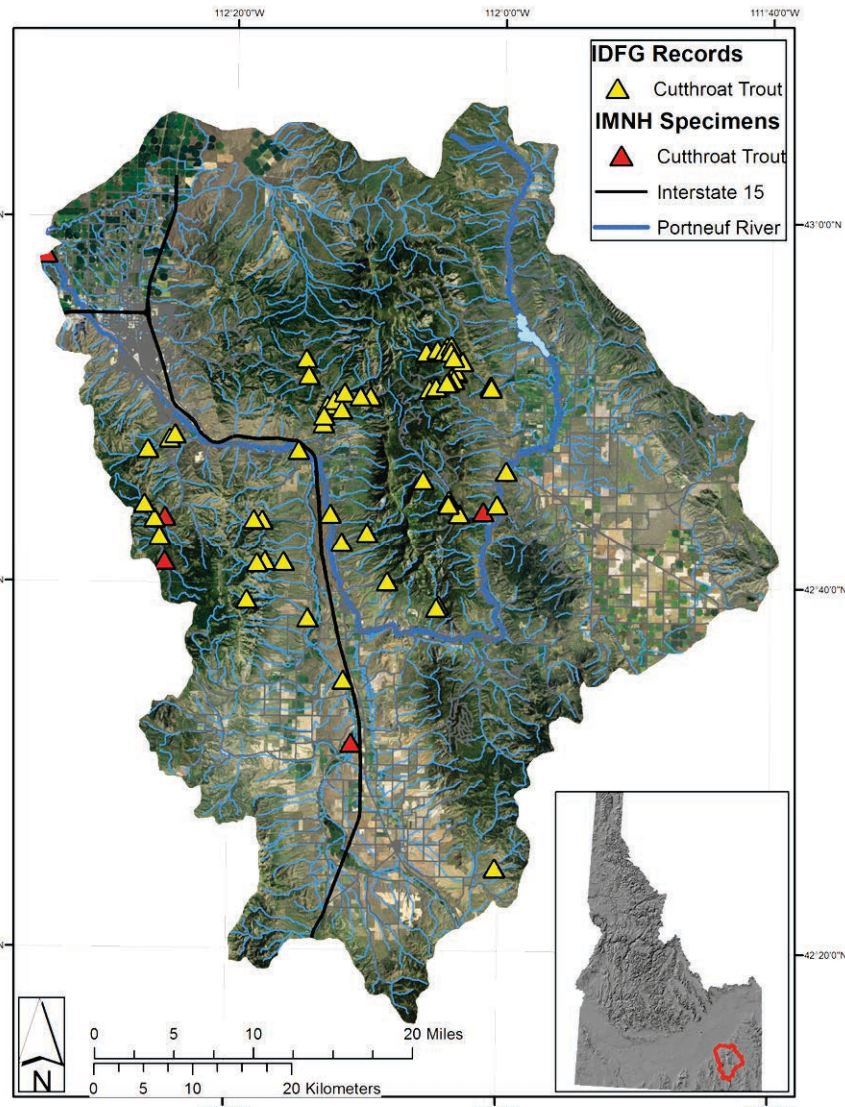 112°20'0"W
112°0'0"W
111°40'0"W
IDFG Records
Cutthroat Trout
IMNH Specimens
Cutthroat Trout
Interstate 15
Portneuf River
N
43°0'0"N
N
42°40'0"N
N
42°20'0"N
0 5 10 20 Miles
0 5 10 20 Kilometers
N